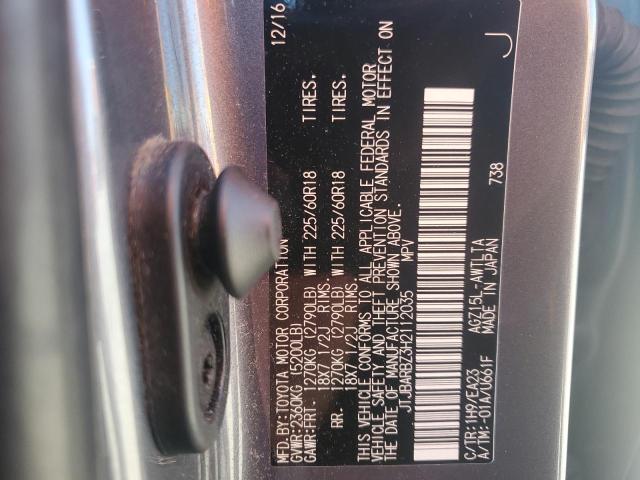 MFD.BY:TOYOTA MOTOR CORPORATION 12/16
GVWR:2360KG (5200LB)
GAWR:FRT. 1270KG (2790LB) WITH 225/60R18 TIRES.
18X7 1/2J RIMS.
RR. 1270KG (2790LB) WITH 225/60R18 TIRES.
18X7 1/2J RIMS.
THIS VEHICLE CONFORMS TO ALL APPLICABLE FEDERAL MOTOR
VEHICLE SAFETY AND THEFT PREVENTION STANDARDS IN EFFECT ON
THE DATE OF MANUFACTURE SHOWN ABOVE.
JTJBARBZ3H2112035 MPV
C/TR:1H9/EA23 AGZ15L-AWTLTA
A/TM:-01A/U661F MADE IN JAPAN 738
J